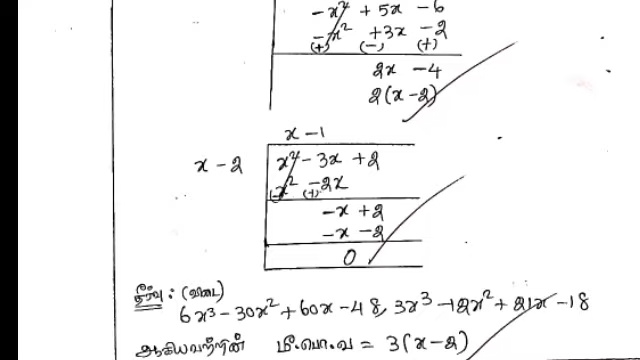 -x² + 5x - 6
-x² + 3x - 2
(+) (-) (+)
2x - 4
2(x - 2)
x - 1
x - 2 x² - 3x + 2
x² - 2x
(-) (+)
-x + 2
-x - 2
0
தீர்வு : (விடை)
6x³ - 30x² + 60x - 48, 3x³ - 12x² + 21x - 18
ஆகியவற்றின் மீ.பொ.வ = 3(x - 2)